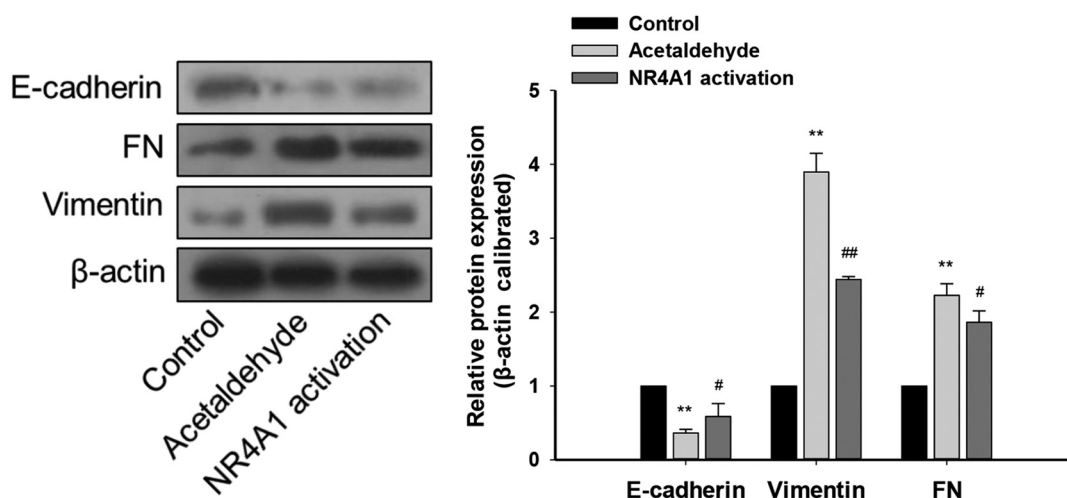 E-cadherin
FN
Vimentin
β-actin
Control
Acetaldehyde
NR4A1 activation
Control
Acetaldehyde
NR4A1 activation
Relative protein expression
(β-actin calibrated)
5
4
3
2
1
0
**
#
**
##
**
#
E-cadherin
Vimentin
FN